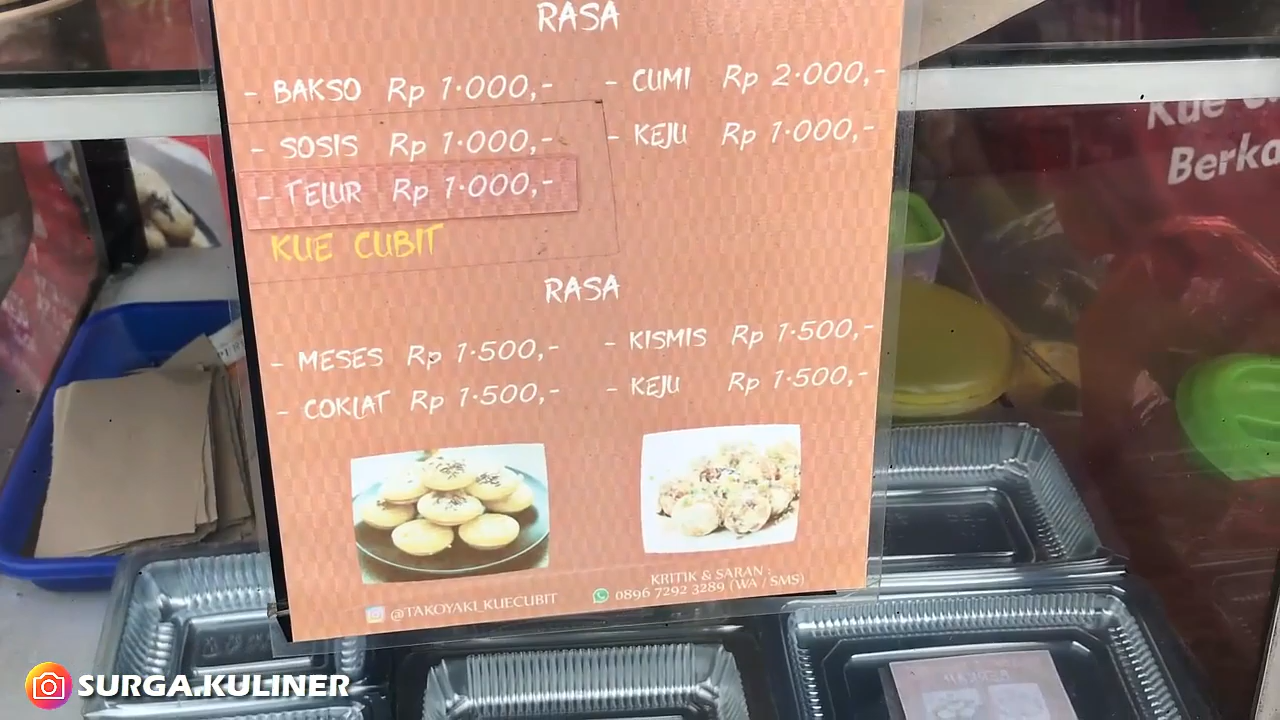 RASA
- BAKSO Rp 1.000,- - CUMI Rp 2.000,-
- SOSIS Rp 1.000,- - KEJU Rp 1.000,-
- TELUR Rp 1.000,-
KUE CUBIT
RASA
- MESES Rp 1.500,- - KISMIS Rp 1.500,-
- COKLAT Rp 1.500,- - KEJU Rp 1.500,-
KRITIK & SARAN :
@TAKOYAKI_KUECUBIT 0896 7292 3289 (WA / SMS)
Kue
SURGA.KULINER